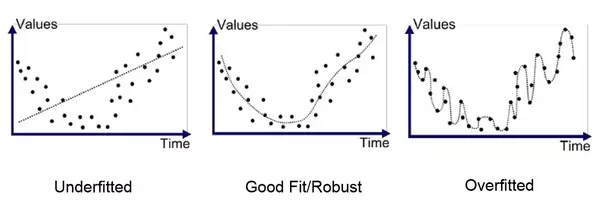 Values
Time
Underfitted
Values
Time
Good Fit/Robust
Values
Time
Overfitted